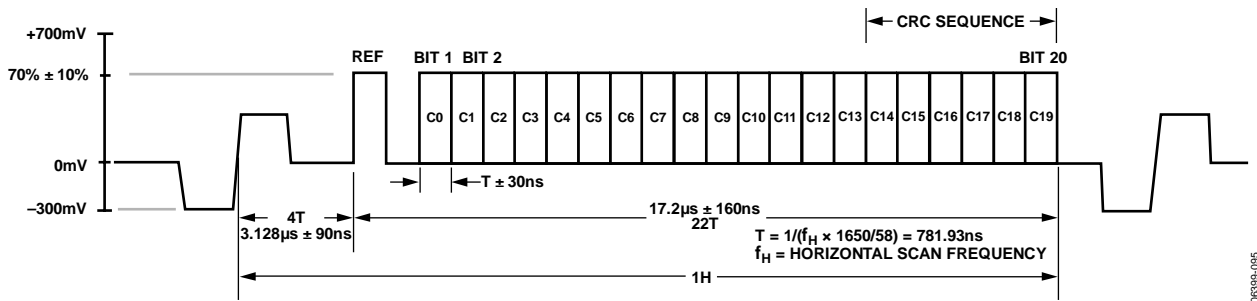 CRC SEQUENCE
+700mV
REF
BIT 1
BIT 2
BIT 20
70% ± 10%
C0
C1
C2
C3
C4
C5
C6
C7
C8
C9
C10
C11
C12
C13
C14
C15
C16
C17
C18
C19
0mV
T ± 30ns
–300mV
4T
3.128µs ± 90ns
17.2µs ± 160ns
22T
T = 1/(fH × 1650/58) = 781.93ns
fH = HORIZONTAL SCAN FREQUENCY
1H
06399-095